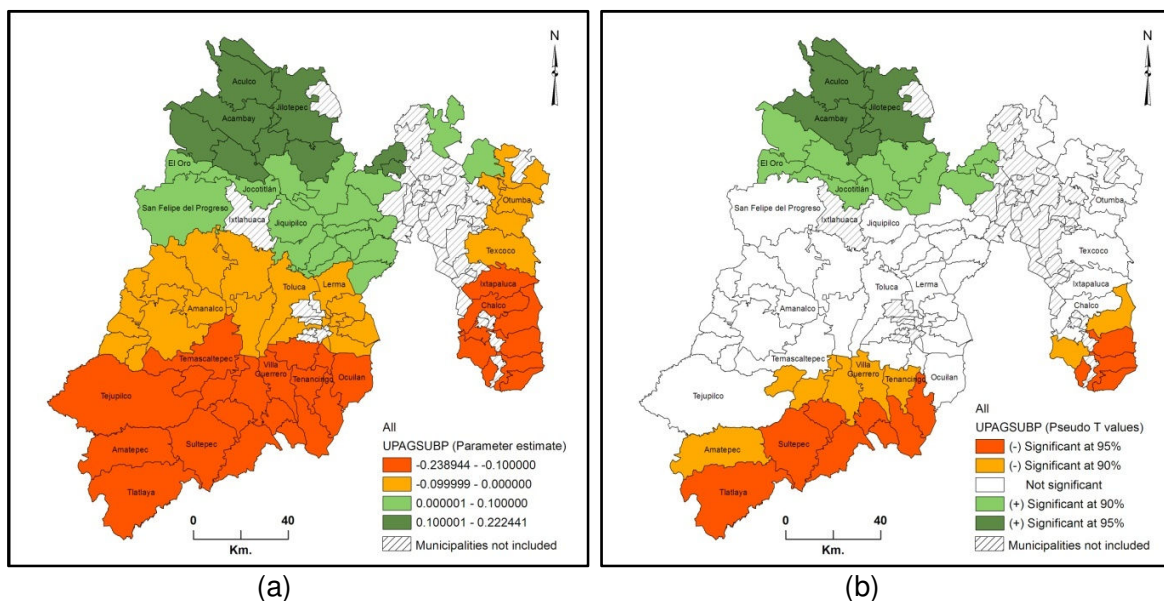 N
Aculco
Jilotepec
Acambay
El Oro
Jocotitlán
San Felipe del Progreso
Ixtlahuaca
Jiquipilco
Otumba
Texcoco
Ixtapaluca
Chalco
Toluca
Lerma
Amanalco
Temascaltepec
Villa
Guerrero
Tenancingo
Ocuilan
Tejupilco
Sultepec
Amatepec
Tlatlaya
All
UPAGSUBP (Parameter estimate)
-0.238944 - -0.100000
-0.099999 - -0.000000
0.000001 - 0.100000
0.100001 - 0.222441
Municipalities not included
0 40
Km.
(a)
N
Aculco
Jilotepec
Acambay
El Oro
Jocotitlán
San Felipe del Progreso
Ixtlahuaca
Jiquipilco
Otumba
Texcoco
Ixtapaluca
Chalco
Toluca
Lerma
Amanalco
Temascaltepec
Villa
Guerrero
Tenancingo
Ocuilan
Tejupilco
Sultepec
Amatepec
Tlatlaya
All
UPAGSUBP (Pseudo T values)
(-) Significant at 95%
(-) Significant at 90%
Not significant
(+) Significant at 90%
(+) Significant at 95%
Municipalities not included
0 40
Km.
(b)